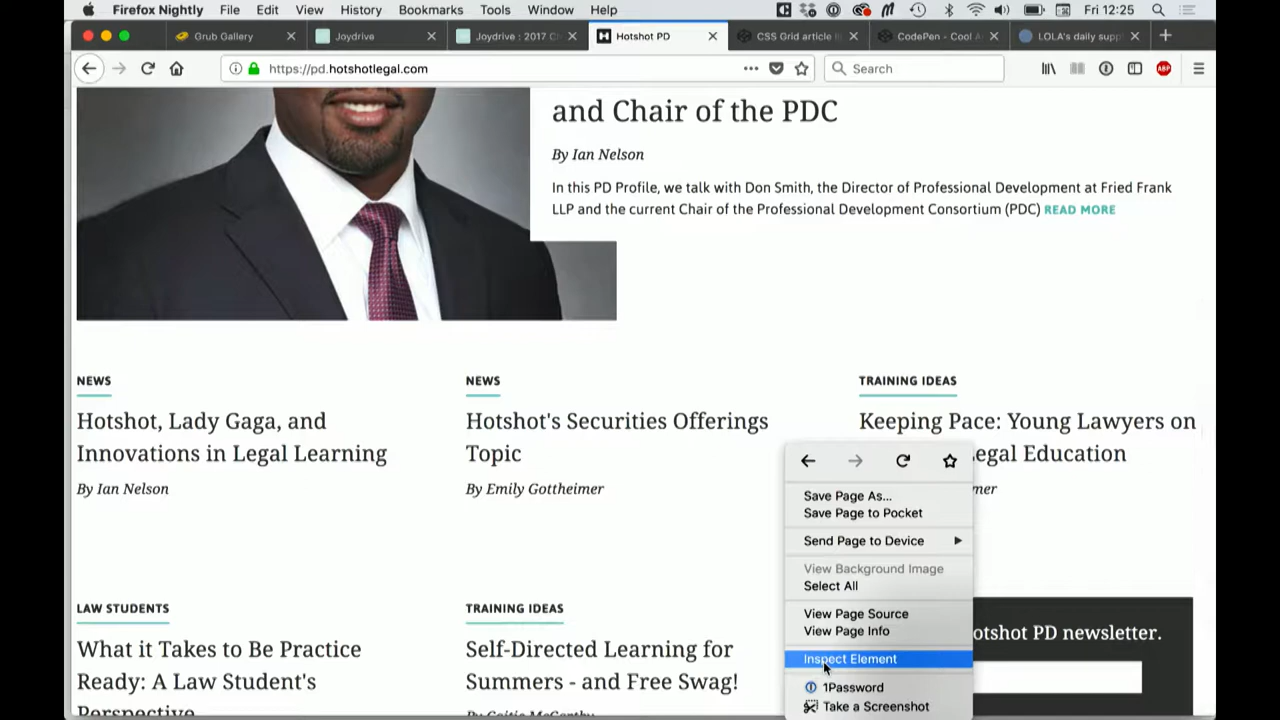 Firefox Nightly File Edit View History Bookmarks Tools Window Help Fri 12:25
Grub Gallery Joydrive Joydrive : 2017 C Hotshot PD CSS Grid article i CodePen - Cool A LOLA's daily supp
https://pd.hotshotlegal.com Search ABP
and Chair of the PDC
By Ian Nelson
In this PD Profile, we talk with Don Smith, the Director of Professional Development at Fried Frank
LLP and the current Chair of the Professional Development Consortium (PDC) READ MORE
NEWS
Hotshot, Lady Gaga, and
Innovations in Legal Learning
By Ian Nelson
NEWS
Hotshot's Securities Offerings
Topic
By Emily Gottheimer
TRAINING IDEAS
Keeping Pace: Young Lawyers on
egal Education
mer
Save Page As...
Save Page to Pocket
Send Page to Device
View Background Image
Select All
View Page Source
View Page Info
Inspect Element
1Password
Take a Screenshot
LAW STUDENTS
What it Takes to Be Practice
Ready: A Law Student's
Perspective
TRAINING IDEAS
Self-Directed Learning for
Summers - and Free Swag!
By Caitie McCarthy
otshot PD newsletter.